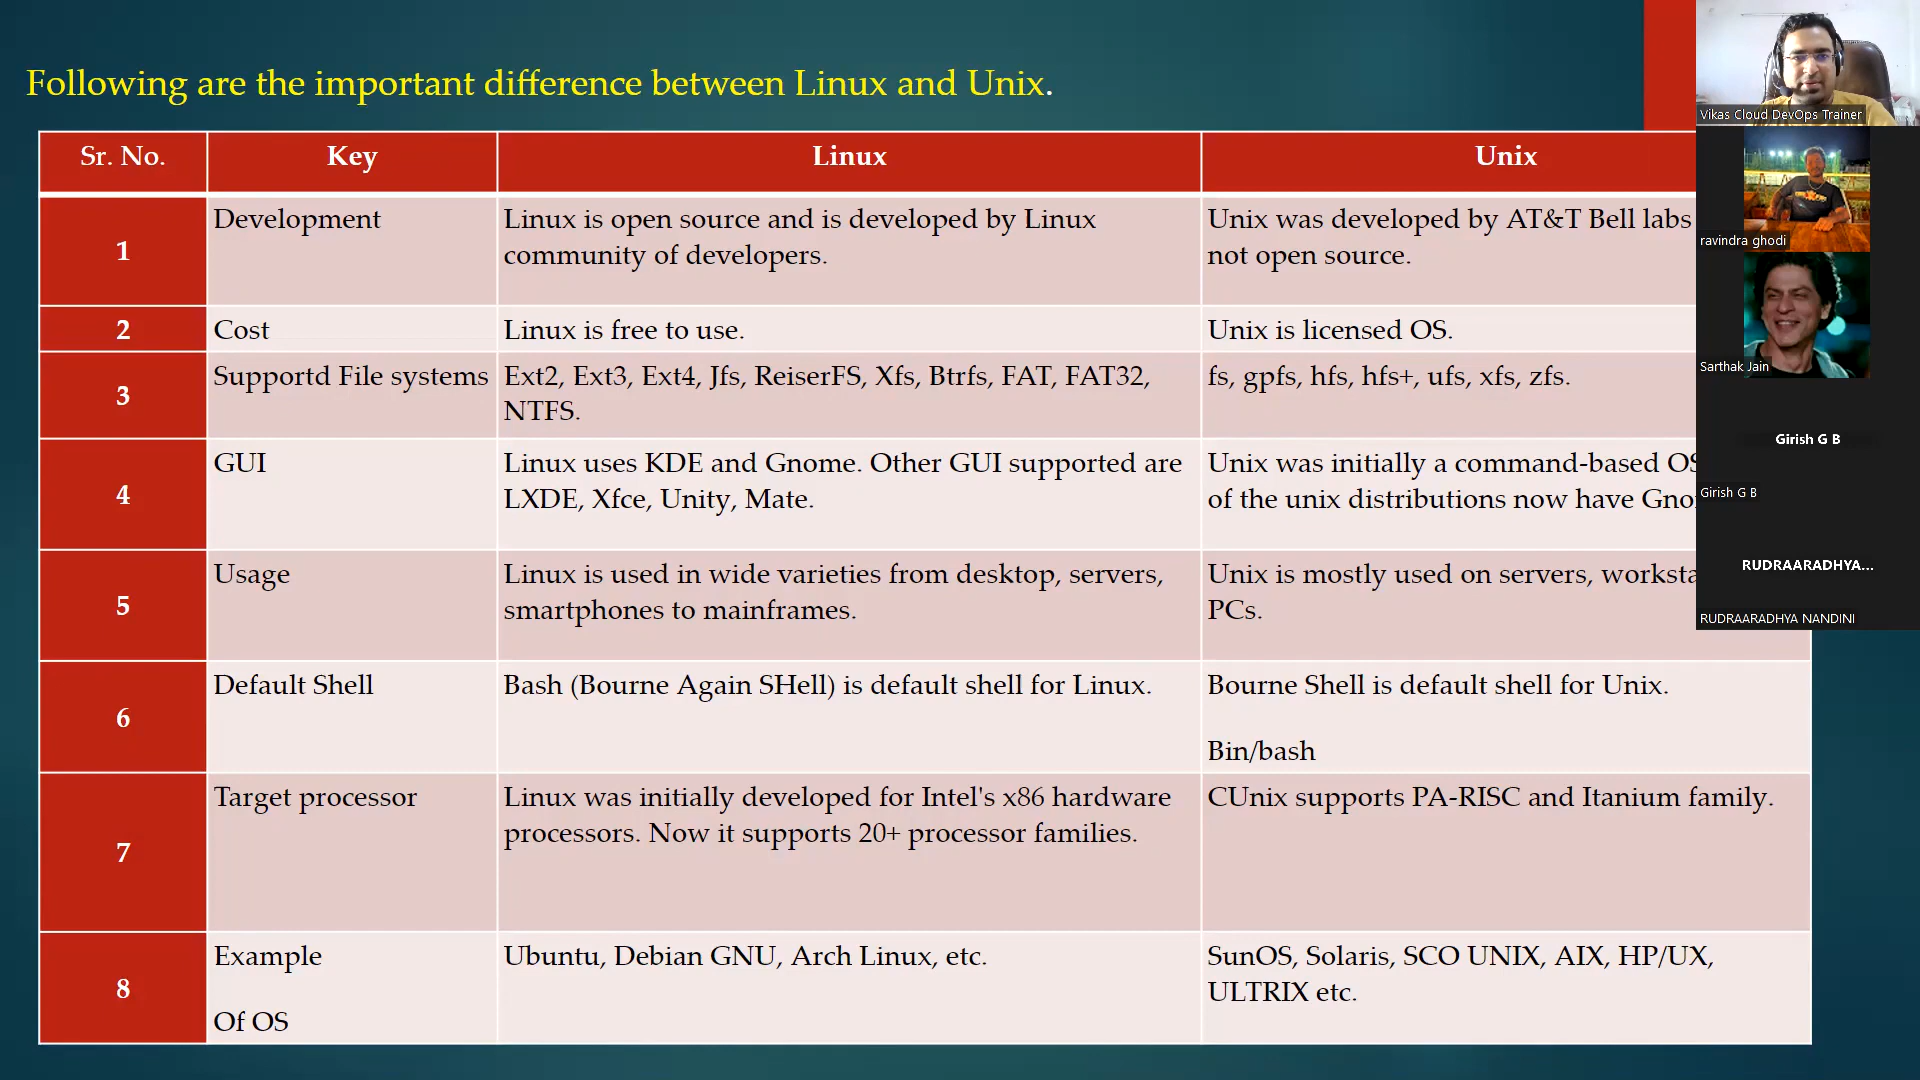 Following are the important difference between Linux and Unix.
Sr. No.
Key
Linux
Unix
1
Development
Linux is open source and is developed by Linux
community of developers.
Unix was developed by AT&T Bell labs
not open source.
2
Cost
Linux is free to use.
Unix is licensed OS.
3
Supportd File systems
Ext2, Ext3, Ext4, Jfs, ReiserFS, Xfs, Btrfs, FAT, FAT32,
NTFS.
fs, gpfs, hfs, hfs+, ufs, xfs, zfs.
4
GUI
Linux uses KDE and Gnome. Other GUI supported are
LXDE, Xfce, Unity, Mate.
Unix was initially a command-based OS
of the unix distributions now have
5
Usage
Linux is used in wide varieties from desktop, servers,
smartphones to mainframes.
Unix is mostly used on servers,
PCs.
6
Default Shell
Bash (Bourne Again SHell) is default shell for Linux.
Bourne Shell is default shell for Unix.
Bin/bash
7
Target processor
Linux was initially developed for Intel's x86 hardware
processors. Now it supports 20+ processor families.
CUnix supports PA-RISC and Itanium family.
8
Example
Of OS
Ubuntu, Debian GNU, Arch Linux, etc.
SunOS, Solaris, SCO UNIX, AIX, HP/UX,
ULTRIX etc.
Vikas Cloud DevOps Trainer
ravindra ghodi
Sarthak Jain
Girish G B
Girish G B
RUDRAARADHYA...
RUDRAARADHYA NANDINI